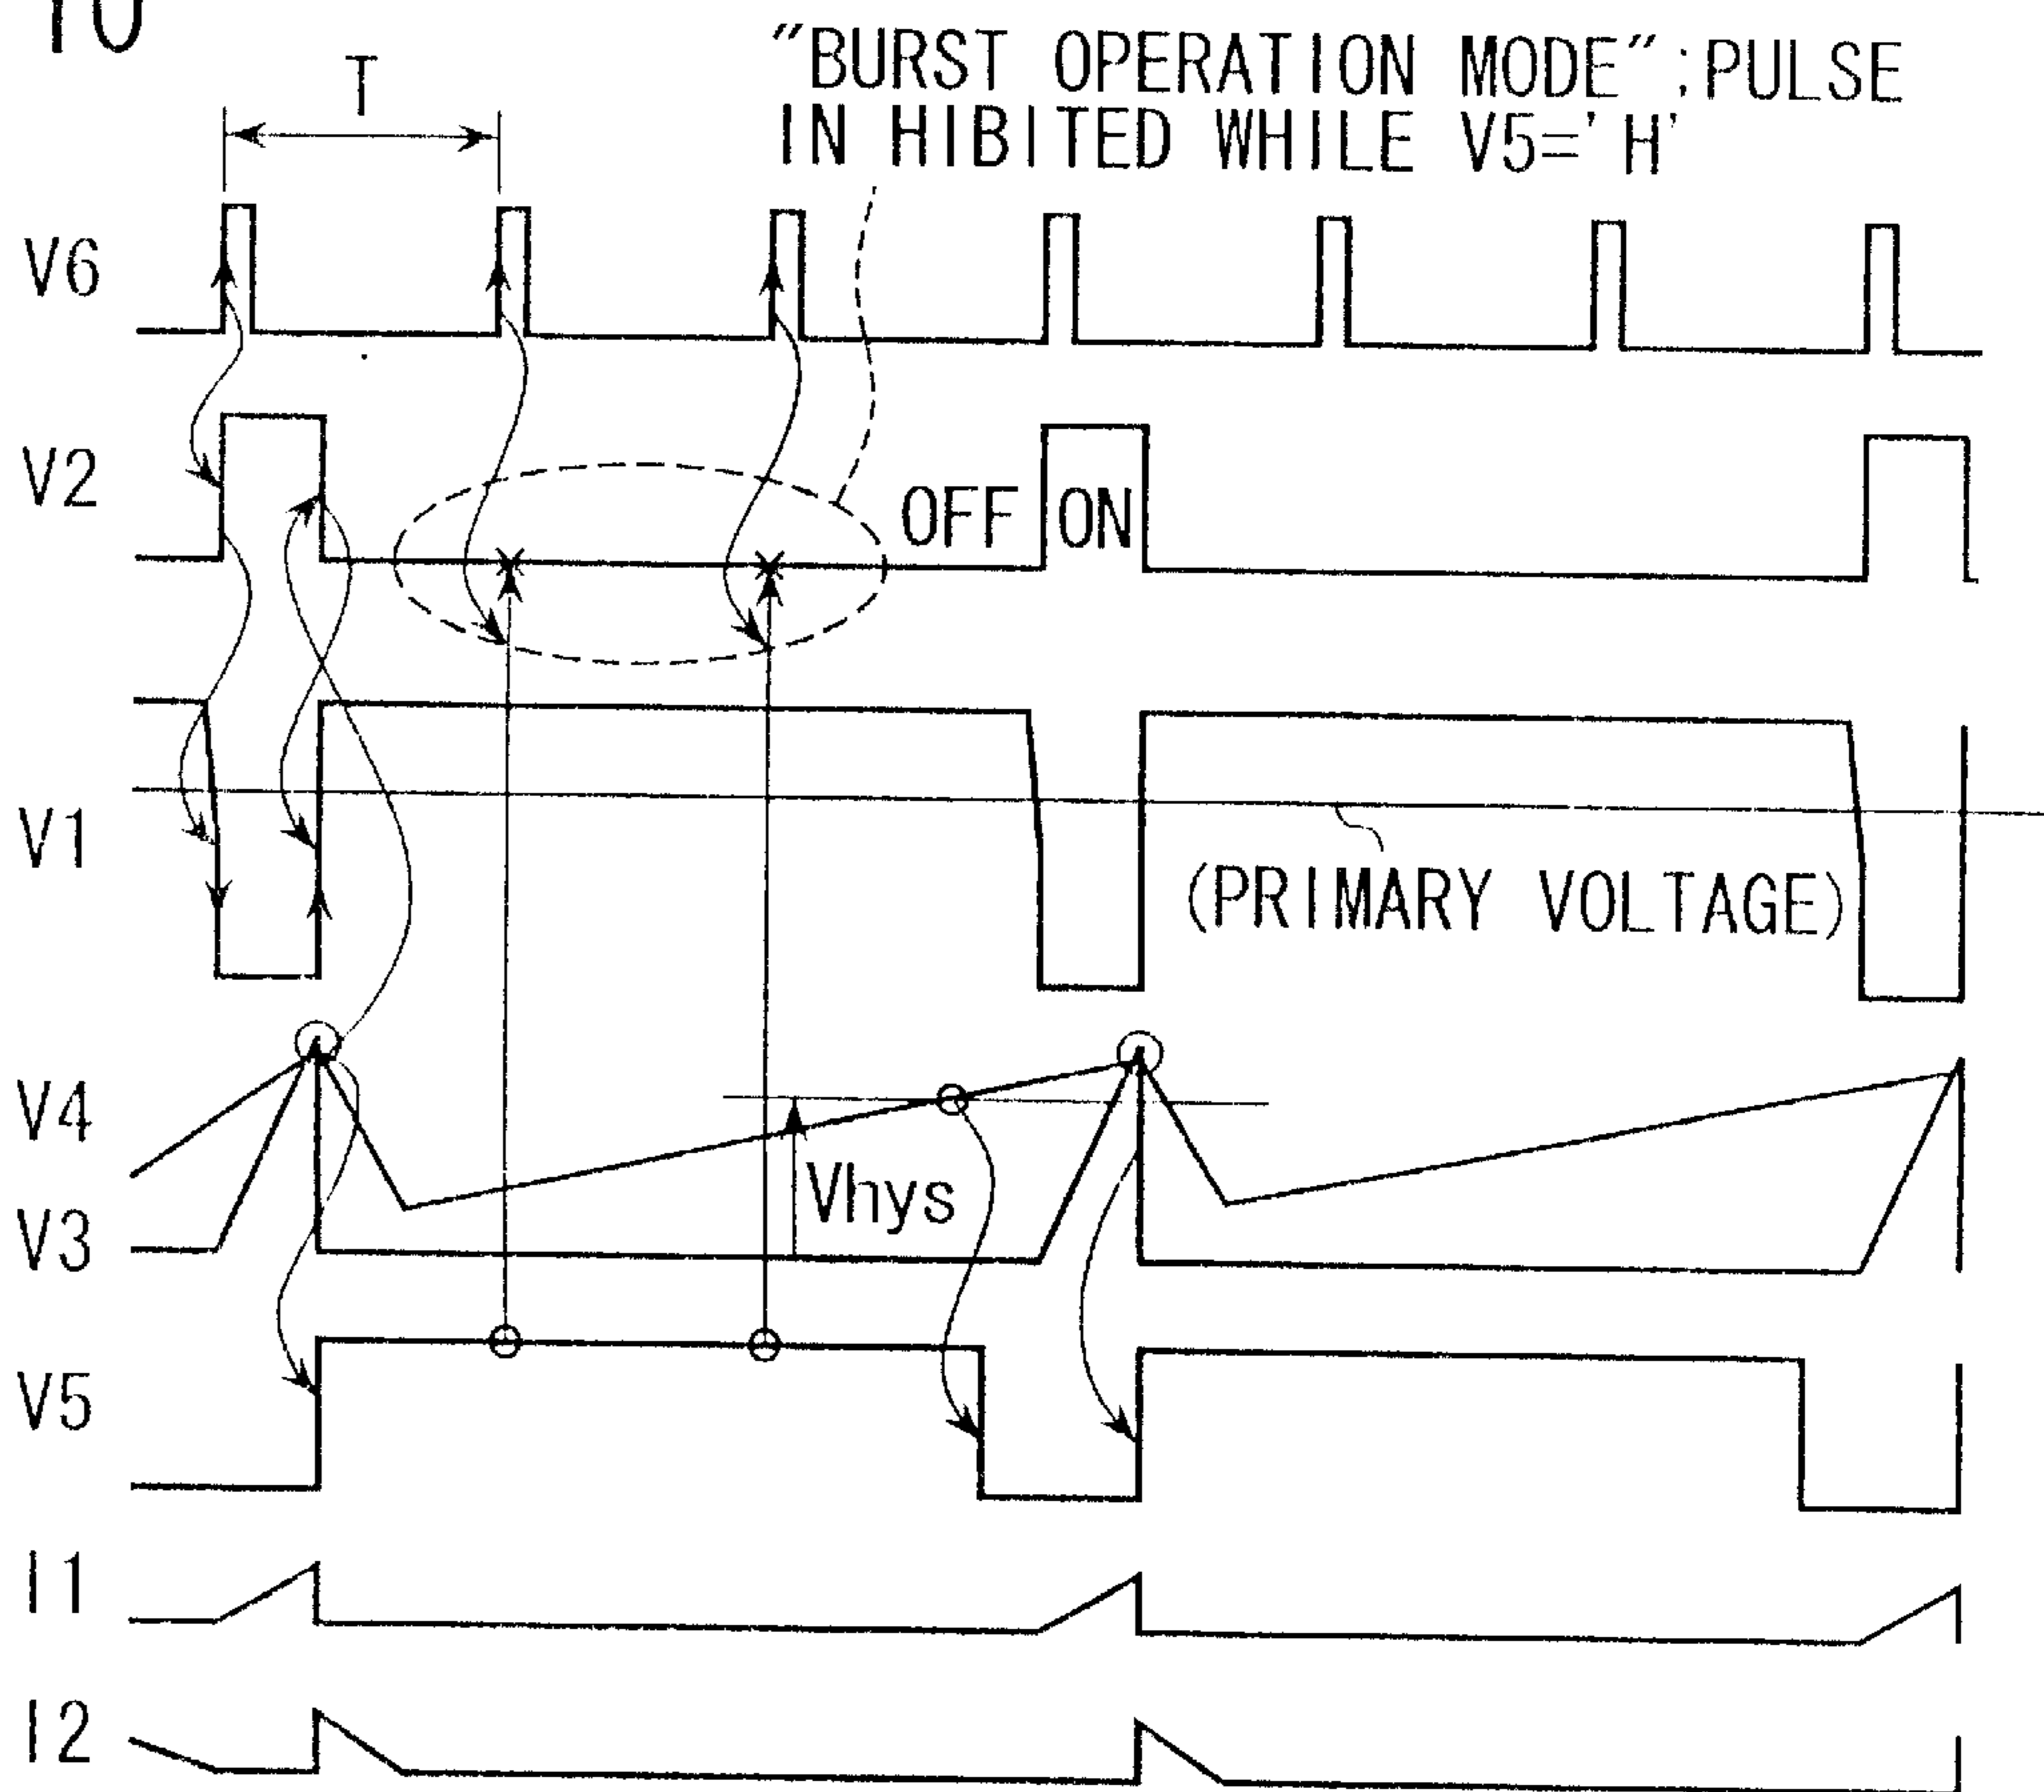 10
"BURST OPERATION MODE";PULSE
IN HIBITED WHILE V5='H'
T
V6
V2
OFF ON
V1
(PRIMARY VOLTAGE)
V4
Vhys
V3
V5
I1
I2